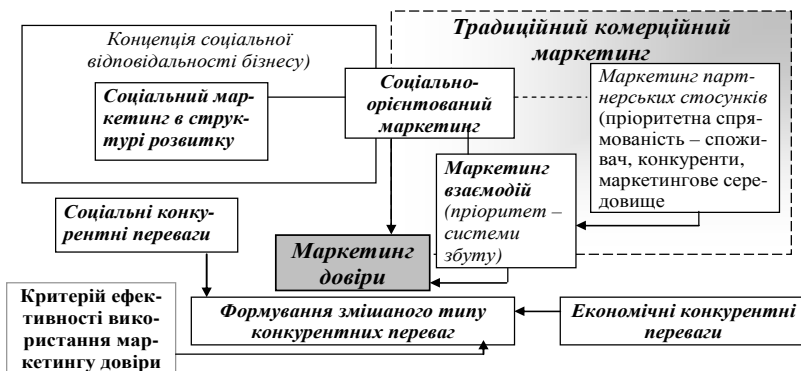 Концепція соціальної
відповідальності бізнесу)
Соціальний мар-
кетинг в струк-
турі розвитку
Традиційний комерційний
маркетинг
Соціально-
орієнтований
маркетинг
Маркетинг парт-
нерських стосунків
(пріоритетна спря-
мованість – спожи-
вач, конкуренти,
маркетингове сере-
довище
Маркетинг
взаємодій
(пріоритет –
системи
збуту)
Соціальні конку-
рентні переваги
Маркетинг
довіри
Критерій ефе-
ктивності вико-
ристання мар-
кетингу довіри
Формування змішаного типу
конкурентних переваг
Економічні конкурентні
переваги